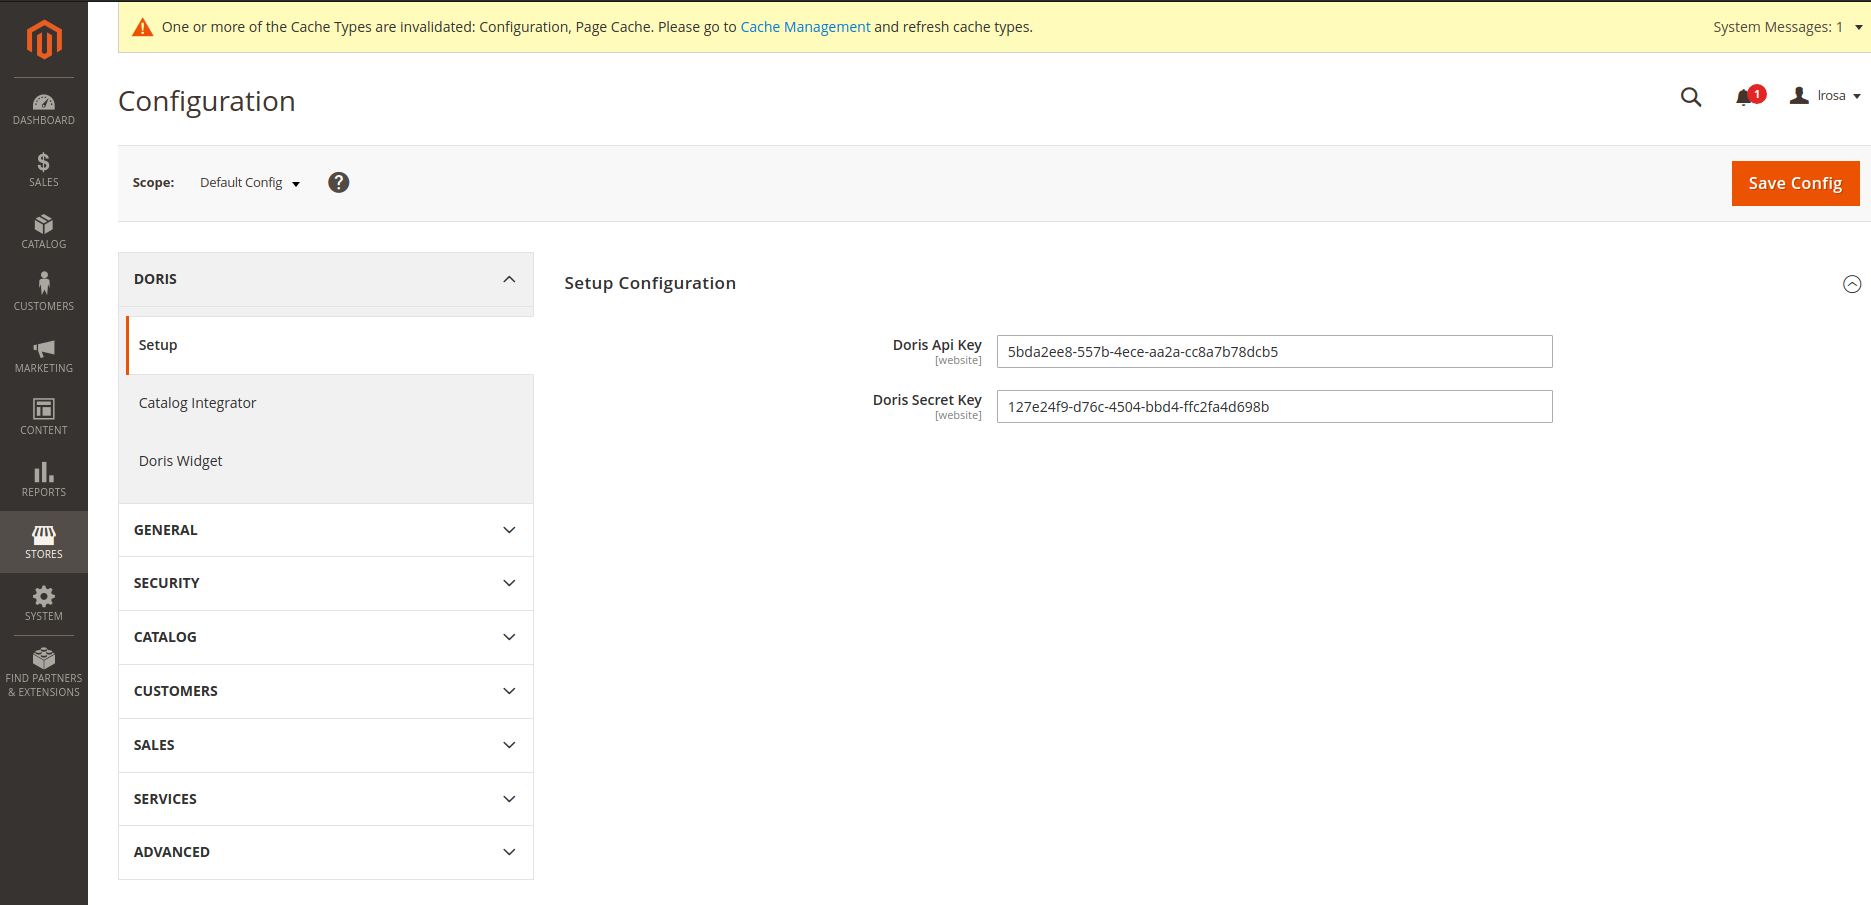 One or more of the Cache Types are invalidated: Configuration, Page Cache. Please go to Cache Management and refresh cache types.
System Messages: 1
Configuration
1
lrosa
Scope:
Default Config
?
Save Config
DASHBOARD
SALES
CATALOG
CUSTOMERS
MARKETING
CONTENT
REPORTS
STORES
SYSTEM
FIND PARTNERS
& EXTENSIONS
DORIS
Setup
Catalog Integrator
Doris Widget
GENERAL
SECURITY
CATALOG
CUSTOMERS
SALES
SERVICES
ADVANCED
Setup Configuration
Doris Api Key
[website]
5bda2ee8-557b-4ece-aa2a-cc8a7b78dcb5
Doris Secret Key
[website]
127e24f9-d76c-4504-bbd4-ffc2fa4d698b